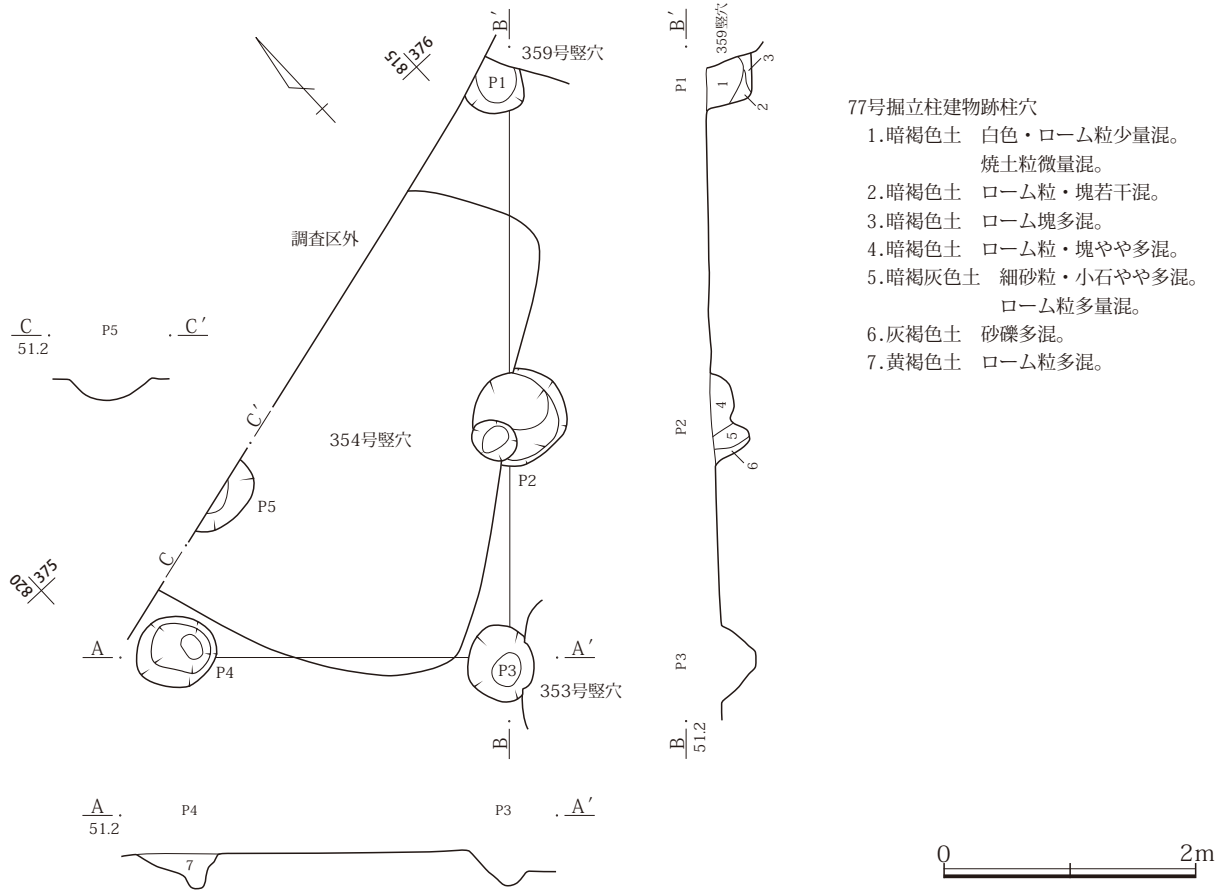 B′
359号竪穴
376
815
P1
調査区外
354号竪穴
C
51.2
P5
C′
C′
P5
C
P2
820
375
A
P4
P3
A′
353号竪穴
B
A
51.2
P4
P3
A′
7
B′
359竪穴
P1
1
3
2
P2
4
5
6
P3
B
51.2
77号掘立柱建物跡柱穴
1.暗褐色土　白色・ローム粒少量混。
焼土粒微量混。
2.暗褐色土　ローム粒・塊若干混。
3.暗褐色土　ローム塊多混。
4.暗褐色土　ローム粒・塊やや多混。
5.暗褐灰色土　細砂粒・小石やや多混。
ローム粒多量混。
6.灰褐色土　砂礫多混。
7.黄褐色土　ローム粒多混。
0
2m